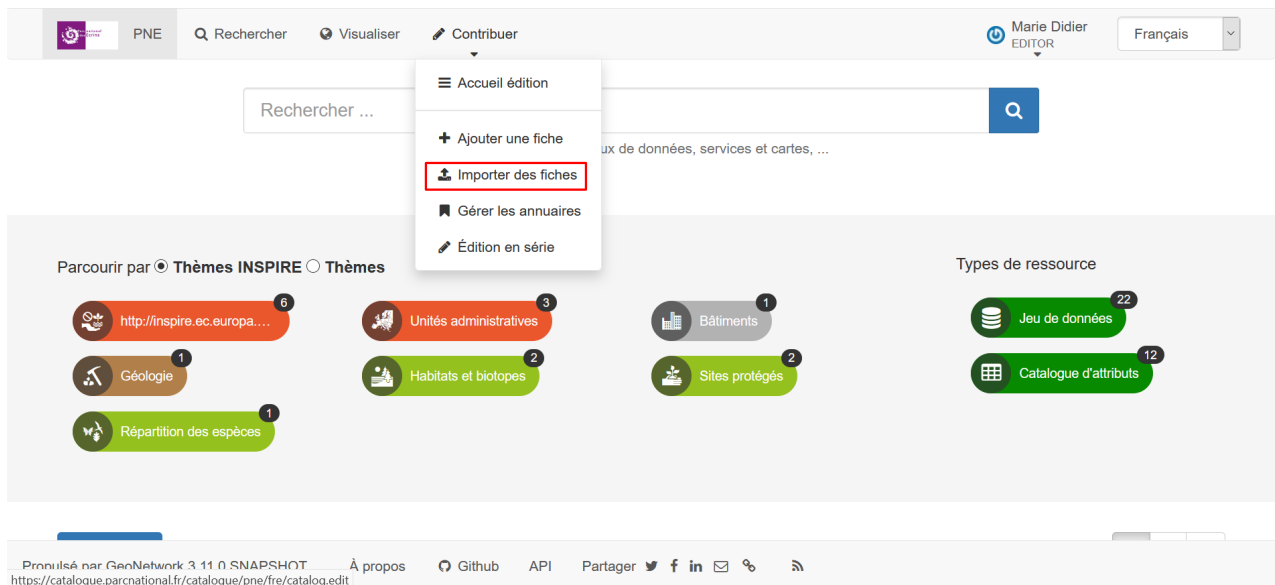 PNE
Rechercher
Visualiser
Contribuer
Marie Didier
EDITOR
Français
Accueil édition
Rechercher ...
Ajouter une fiche
ux de données, services et cartes, ...
Importer des fiches
Gérer les annuaires
Édition en série
Parcourir par Thèmes INSPIRE Thèmes
Types de ressource
http://inspire.ec.europa.... 6
Unités administratives 3
Bâtiments 1
Jeu de données 22
Géologie 1
Habitats et biotopes 2
Sites protégés 2
Catalogue d'attributs 12
Répartition des espèces 1
Propulsé par GeoNetwork 3.11.0.SNAPSHOT
À propos
Github
API
Partager
https://catalogue.parcnational.fr/catalogue/pne/fre/catalog.edit